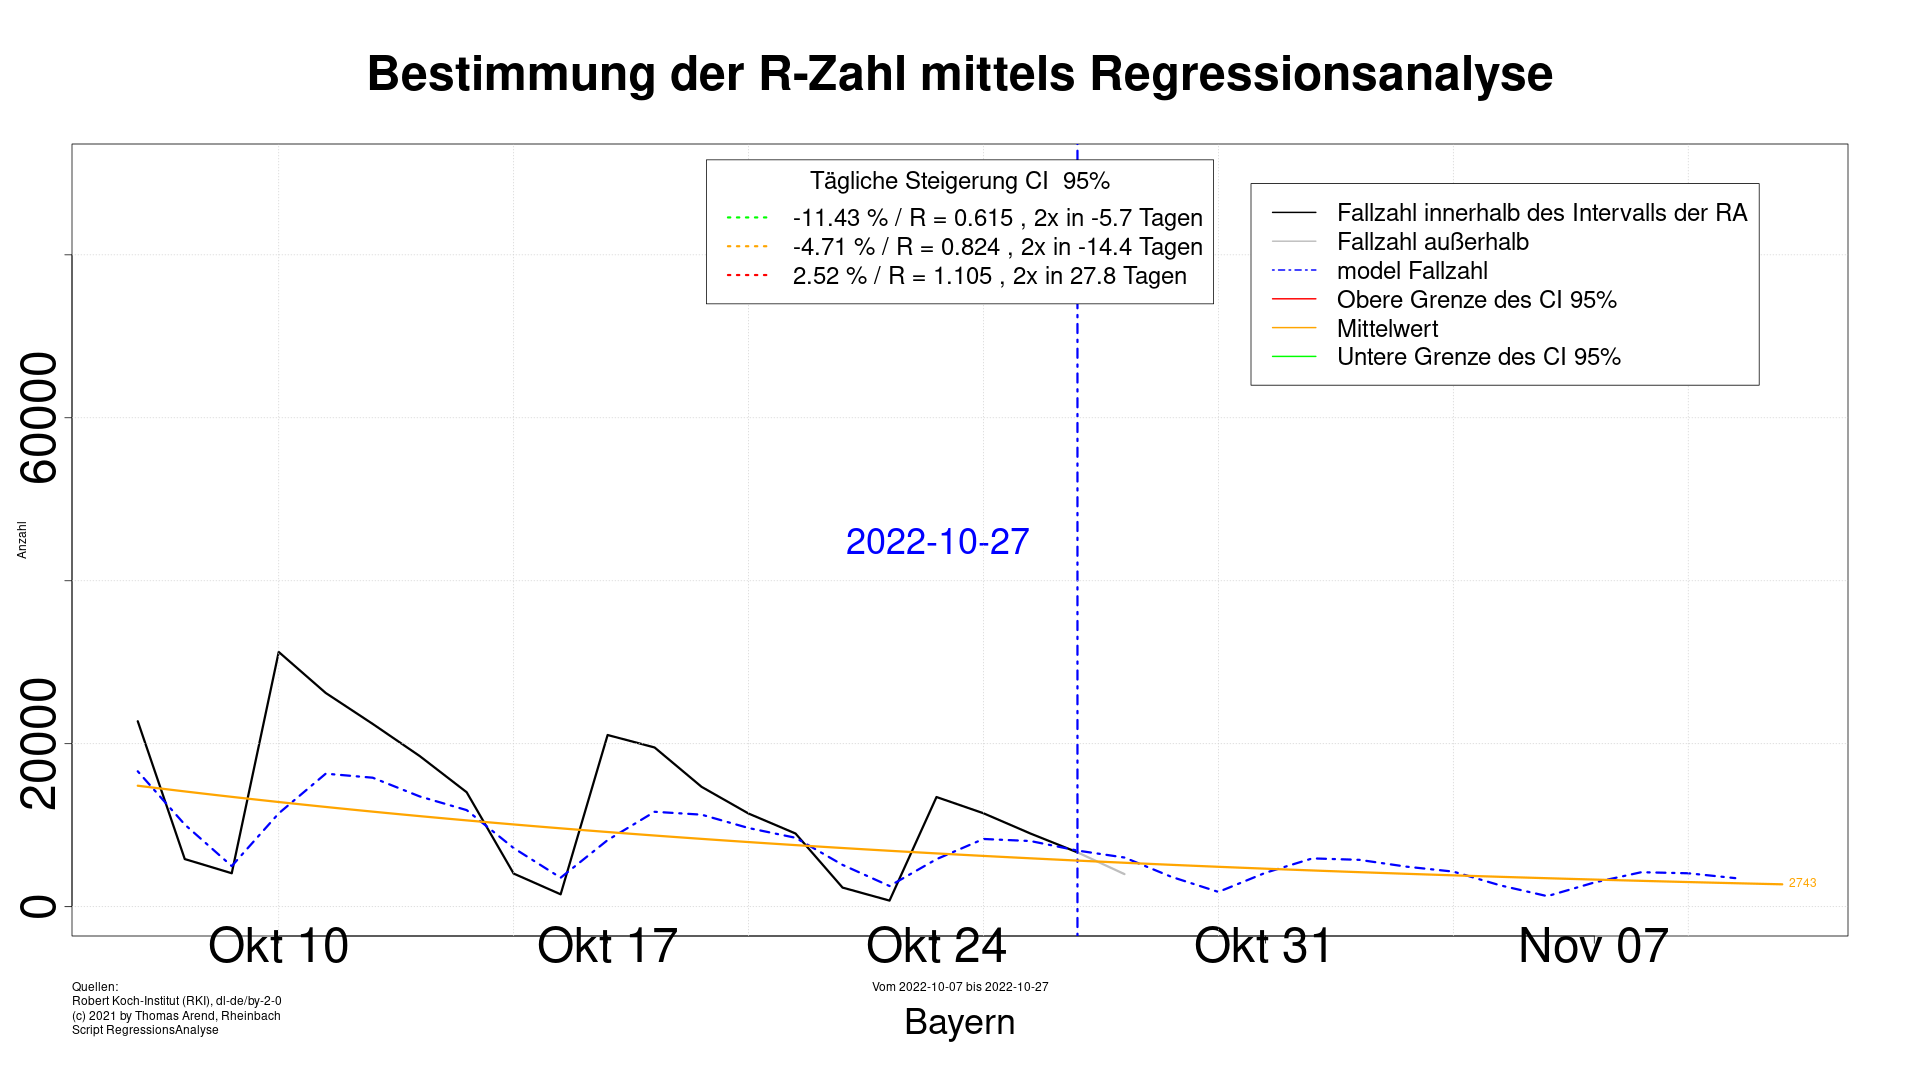 Bestimmung der R-Zahl mittels Regressionsanalyse
Tägliche Steigerung CI  95%
-11.43 % / R = 0.615 , 2x in -5.7 Tagen
-4.71 % / R = 0.824 , 2x in -14.4 Tagen
2.52 % / R = 1.105 , 2x in 27.8 Tagen
Fallzahl innerhalb des Intervalls der RA
Fallzahl außerhalb
model Fallzahl
Obere Grenze des CI 95%
Mittelwert
Untere Grenze des CI 95%
60000
20000
0
Anzahl
2022-10-27
2743
Okt 10
Okt 17
Okt 24
Okt 31
Nov 07
Quellen:
Robert Koch-Institut (RKI), dl-de/by-2-0
(c) 2021 by Thomas Arend, Rheinbach
Script RegressionsAnalyse
Vom 2022-10-07 bis 2022-10-27
Bayern